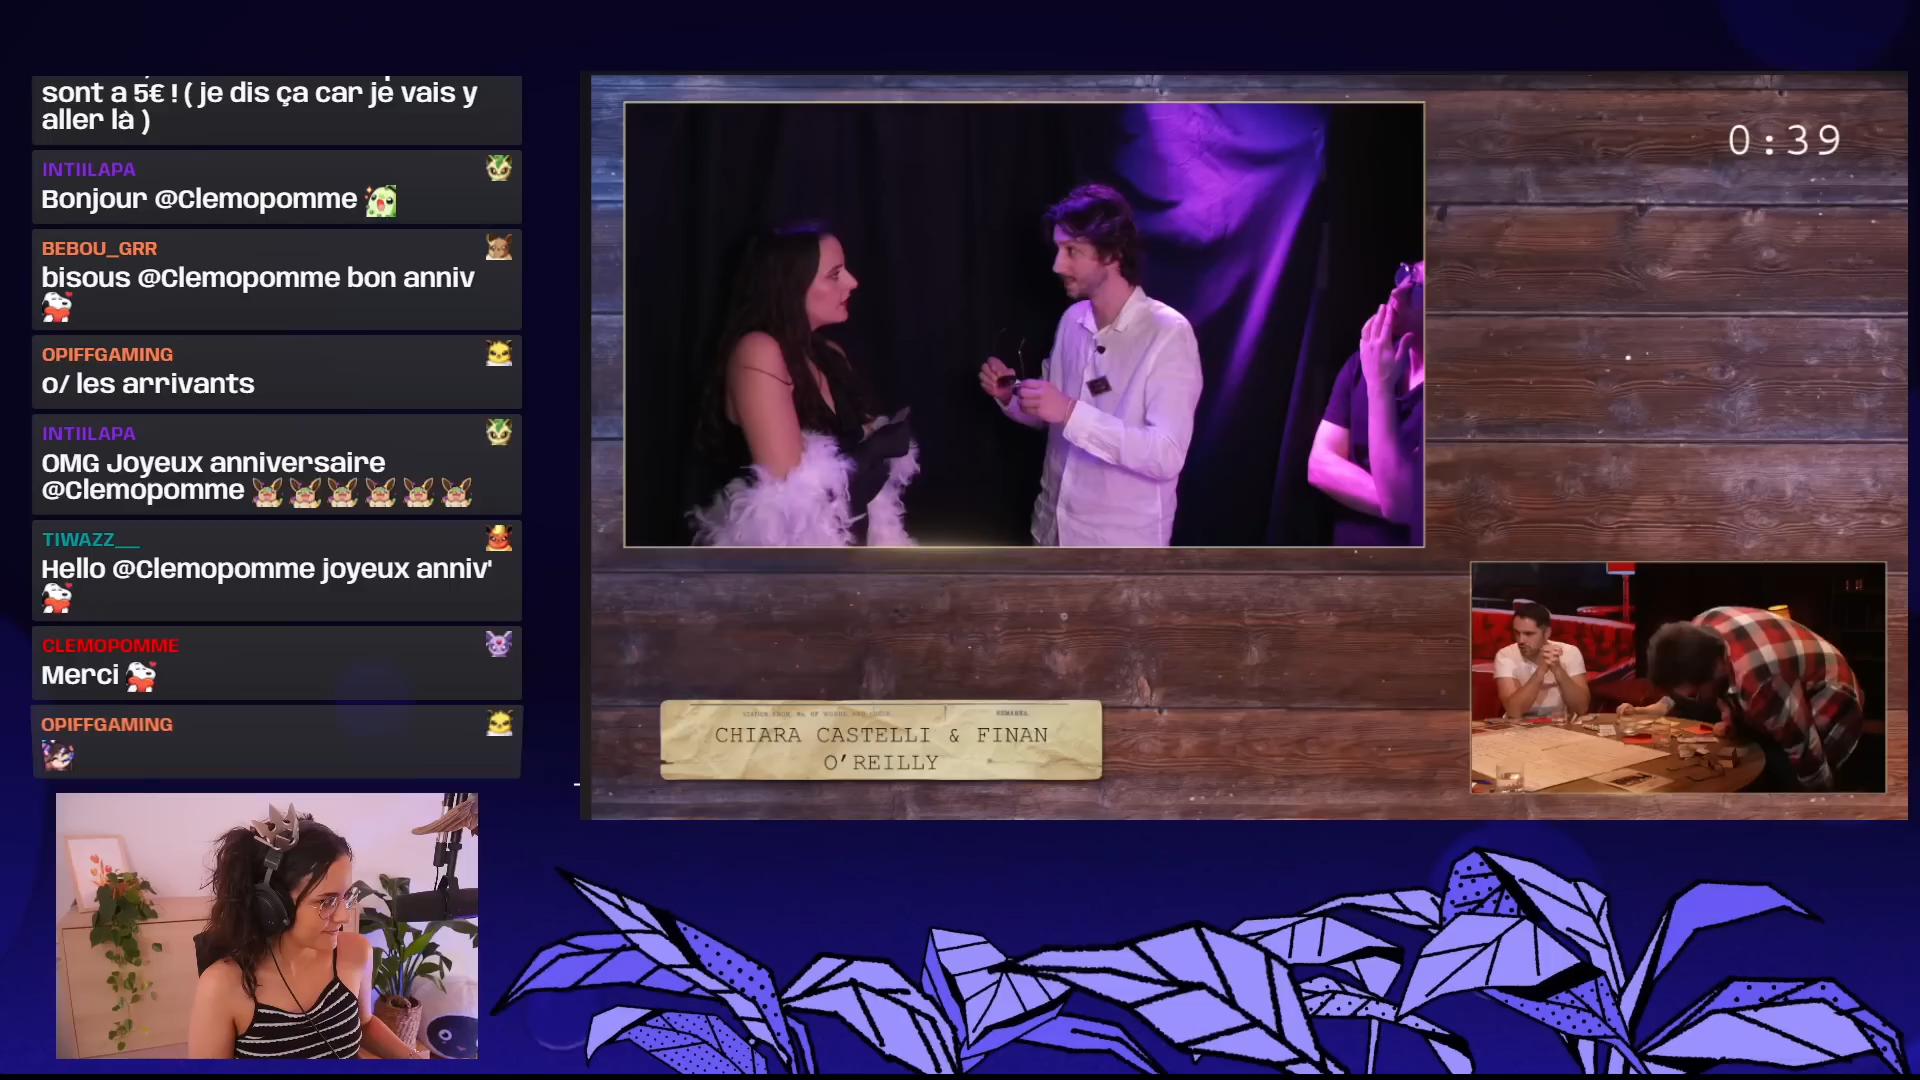 sont a 5€ ! ( je dis ça car je vais y
aller là )
INTIILAPA
Bonjour @Clemopomme
BEBOU_GRR
bisous @Clemopomme bon anniv
OPIFFGAMING
o/ les arrivants
INTIILAPA
OMG Joyeux anniversaire
@Clemopomme
TIWAZZ__
Hello @Clemopomme joyeux anniv'
CLEMOPOMME
Merci
OPIFFGAMING
0:39
CHIARA CASTELLI & FINAN
O'REILLY